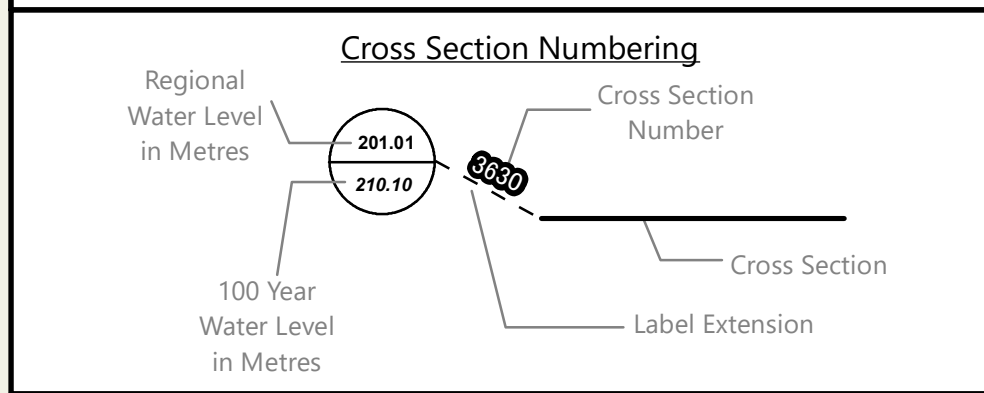 Cross Section Numbering
Regional
Water Level
in Metres
201.01
210.10
100 Year
Water Level
in Metres
3630
Cross Section
Number
Cross Section
Label Extension